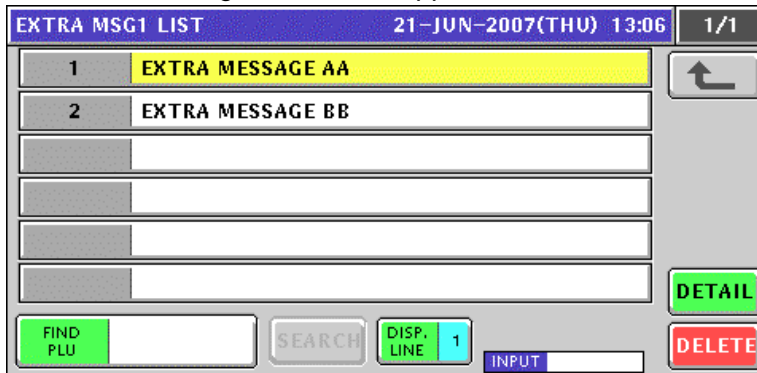 EXTRA MSG1 LIST 21-JUN-2007(THU) 13:06 1/1
1 EXTRA MESSAGE AA
2 EXTRA MESSAGE BB
DETAIL
FIND PLU SEARCH DISP. LINE 1
INPUT
DELETE